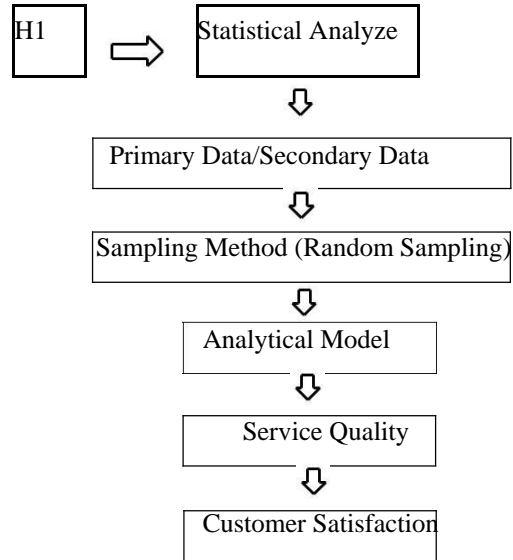 H1
Statistical Analyze
Primary Data/Secondary Data
Sampling Method (Random Sampling)
Analytical Model
Service Quality
Customer Satisfaction